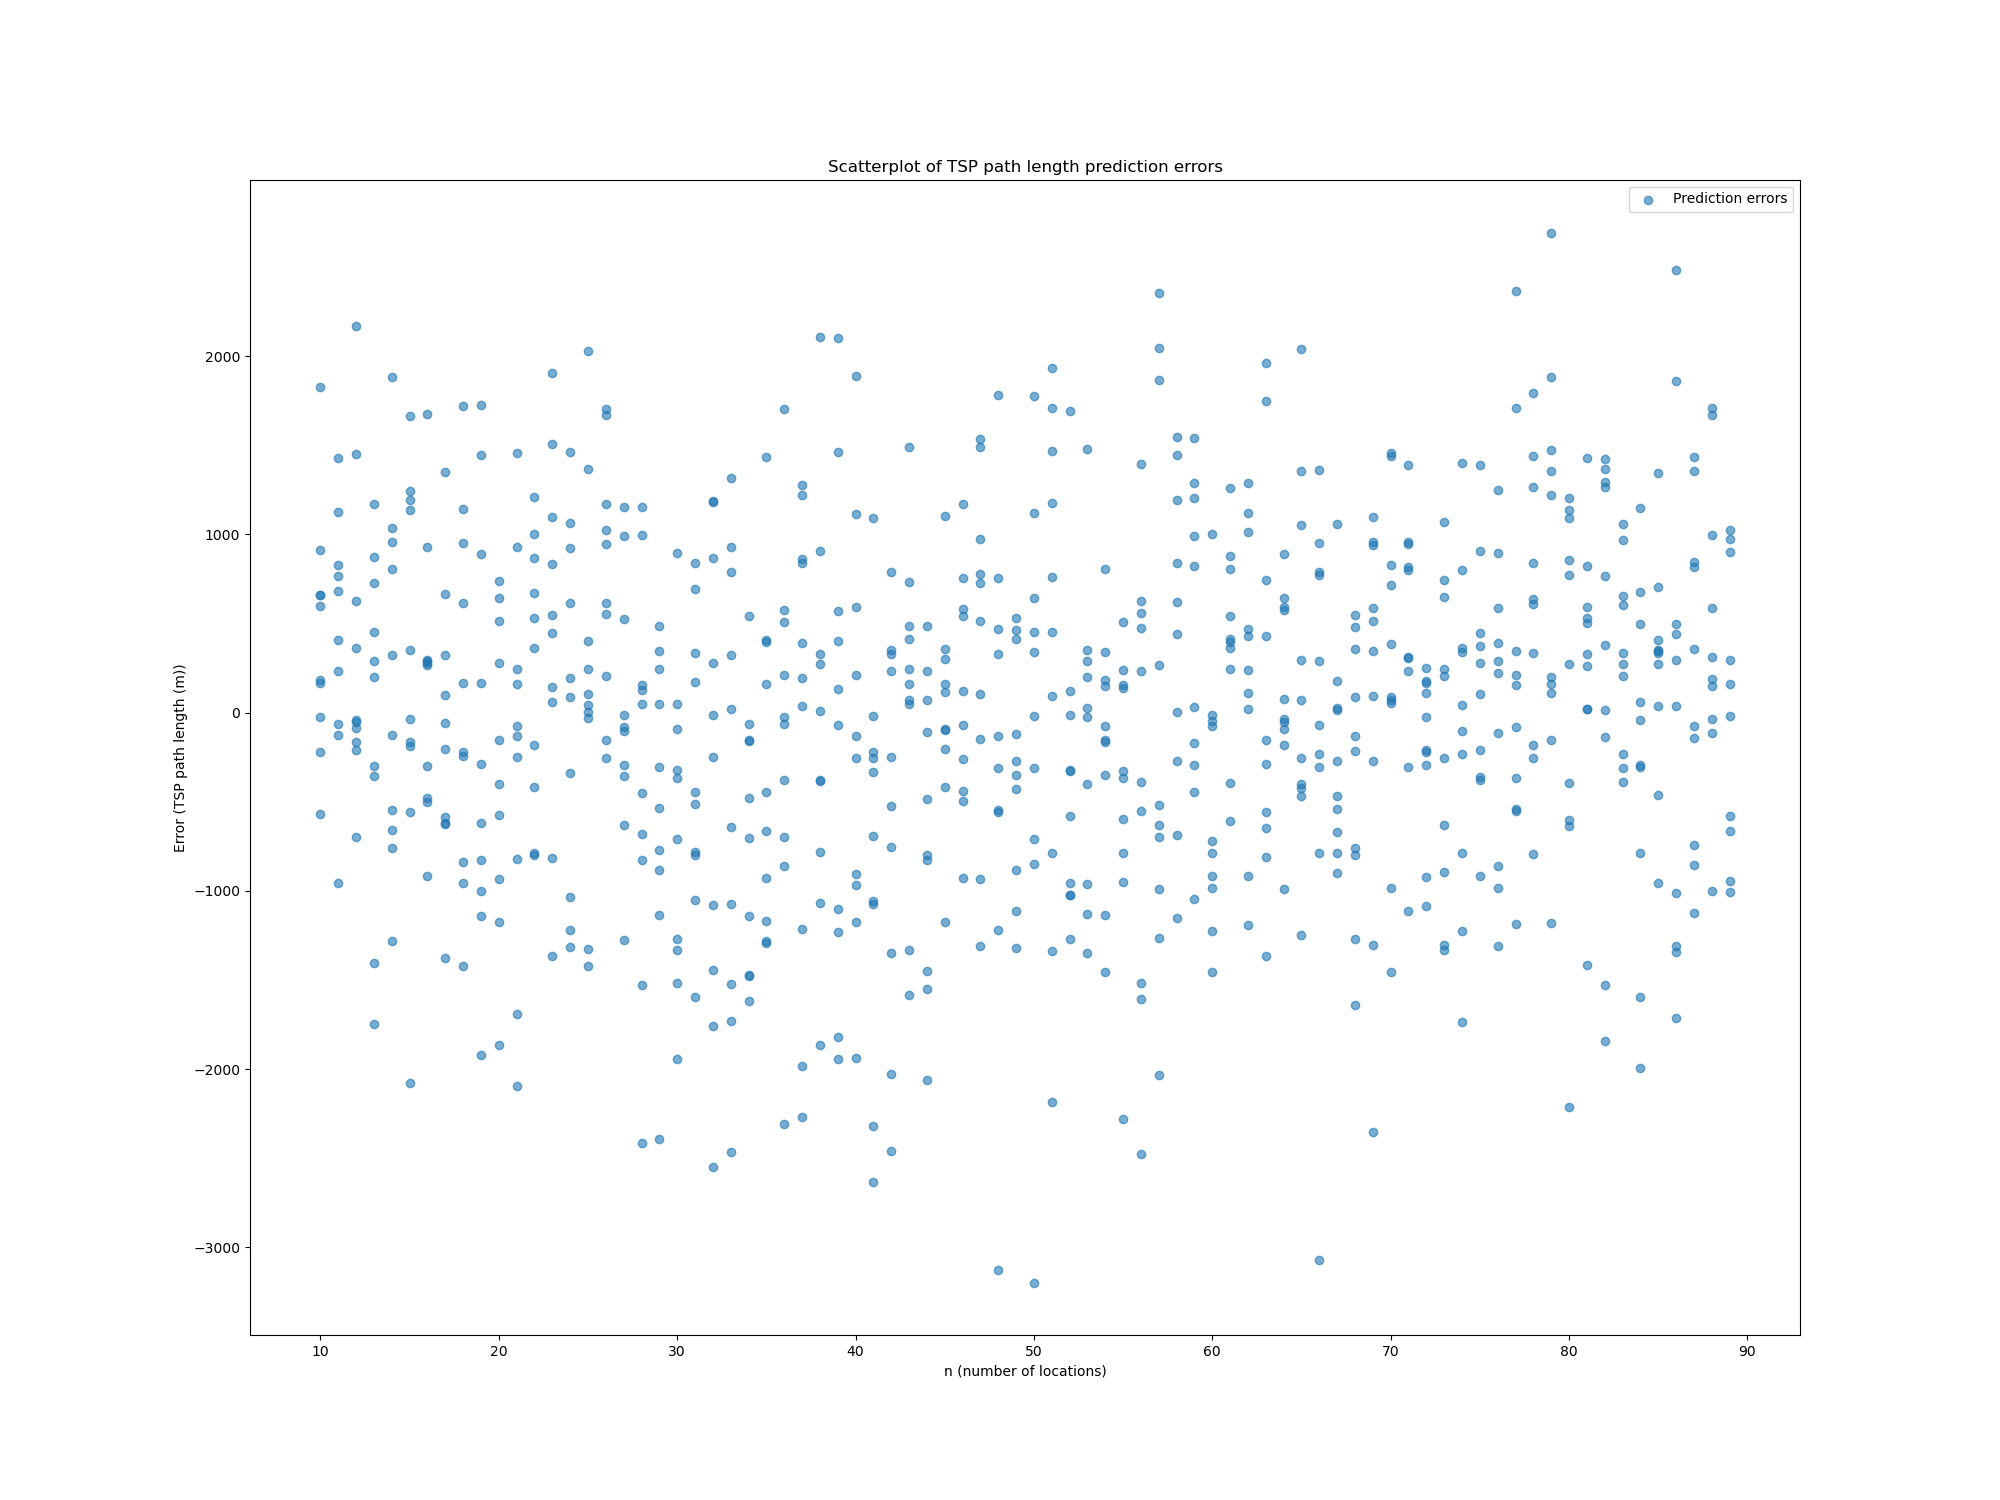 Scatterplot of TSP path length prediction errors
Prediction errors
Error (TSP path length (m))
2000
1000
0
−1000
−2000
−3000
10 20 30 40 50 60 70 80 90
n (number of locations)